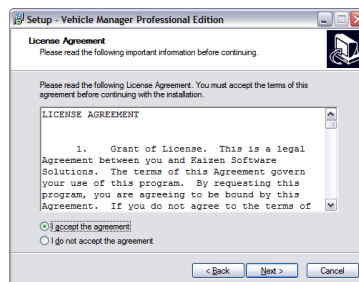 Setup - Vehicle Manager Professional Edition
License Agreement
Please read the following important information before continuing.
Please read the following License Agreement. You must accept the terms of this
agreement before continuing with the installation.
LICENSE AGREEMENT
1. Grant of License. This is a legal
Agreement between you and Kaizen Software
Solutions. The terms of this Agreement govern
your use of this program. By requesting this
program, you are agreeing to be bound by this
Agreement. If you do not agree to the terms of
I accept the agreement
I do not accept the agreement
< Back
Next >
Cancel